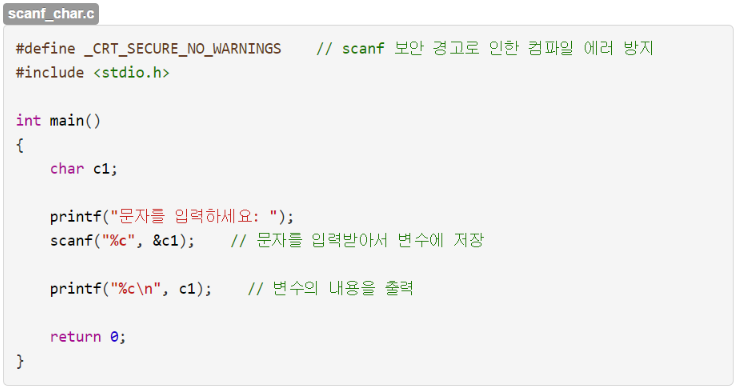 scanf_char.c
#define _CRT_SECURE_NO_WARNINGS    // scanf 보안 경고로 인한 컴파일 에러 방지
#include <stdio.h>

int main()
{
    char c1;

    printf("문자를 입력하세요: ");
    scanf("%c", &c1);    // 문자를 입력받아서 변수에 저장

    printf("%c\n", c1);    // 변수의 내용을 출력

    return 0;
}